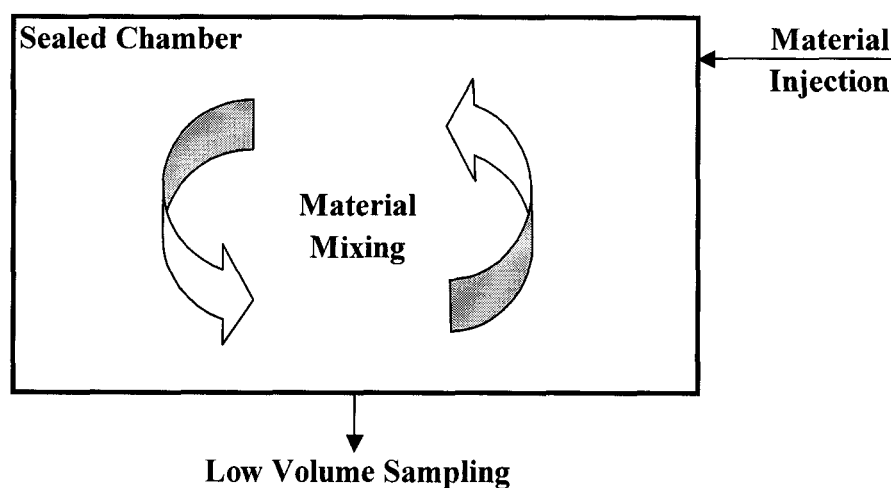 Sealed Chamber
Material
Injection
Material
Mixing
Low Volume Sampling